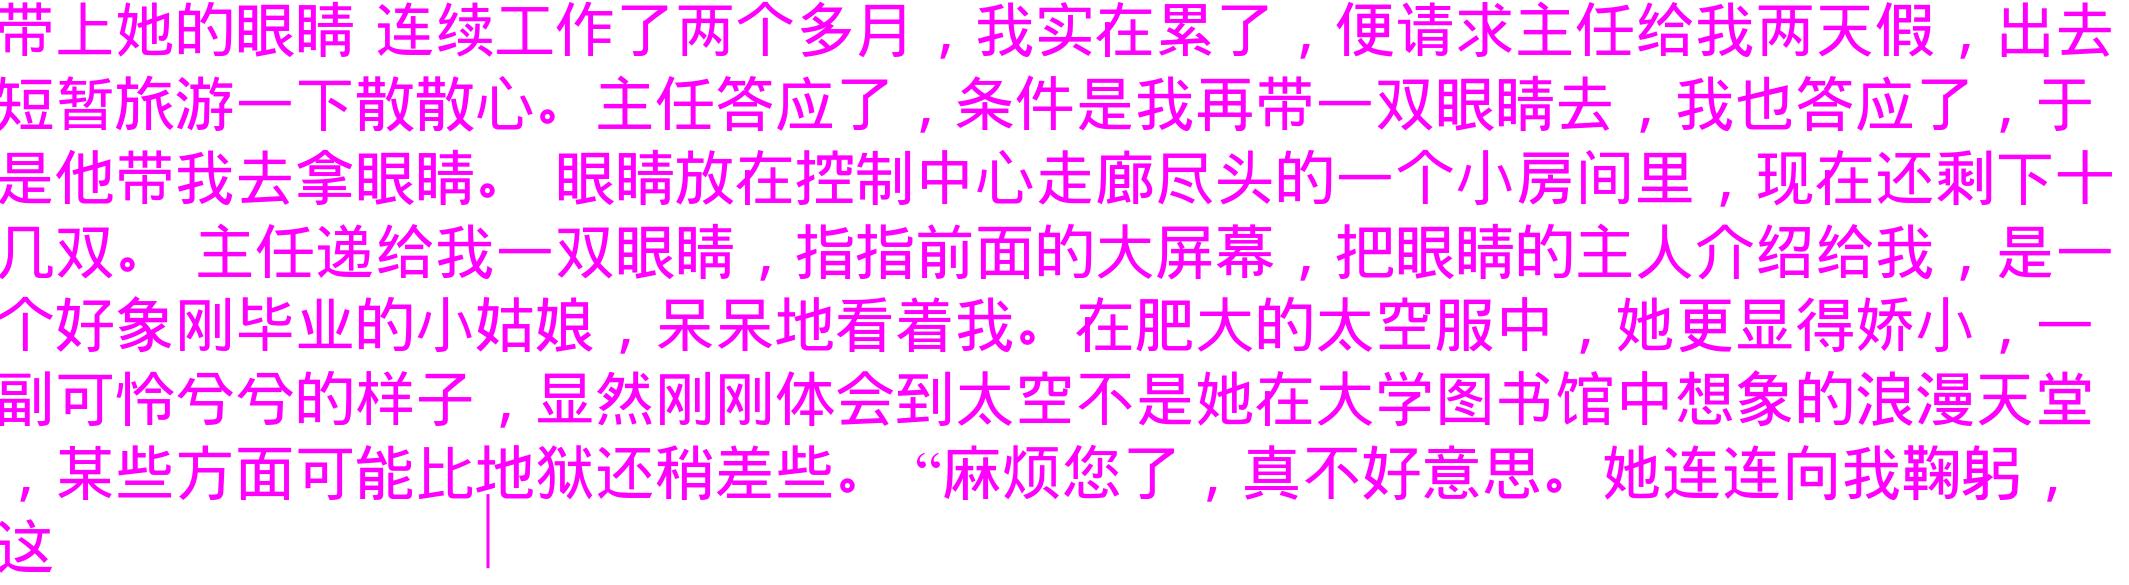 带上她的眼睛 连续工作了两个多月，我实在累了，便请求主任给我两天假，出去
短暂旅游一下散散心。主任答应了，条件是我再带一双眼睛去，我也答应了，于
是他带我去拿眼睛。 眼睛放在控制中心走廊尽头的一个小房间里，现在还剩下十
几双。 主任递给我一双眼睛，指指前面的大屏幕，把眼睛的主人介绍给我，是一
个好象刚毕业的小姑娘，呆呆地看着我。在肥大的太空服中，她更显得娇小，一
副可怜兮兮的样子，显然刚刚体会到太空不是她在大学图书馆中想象的浪漫天堂
，某些方面可能比地狱还稍差些。 “麻烦您了，真不好意思。她连连向我鞠躬，
这